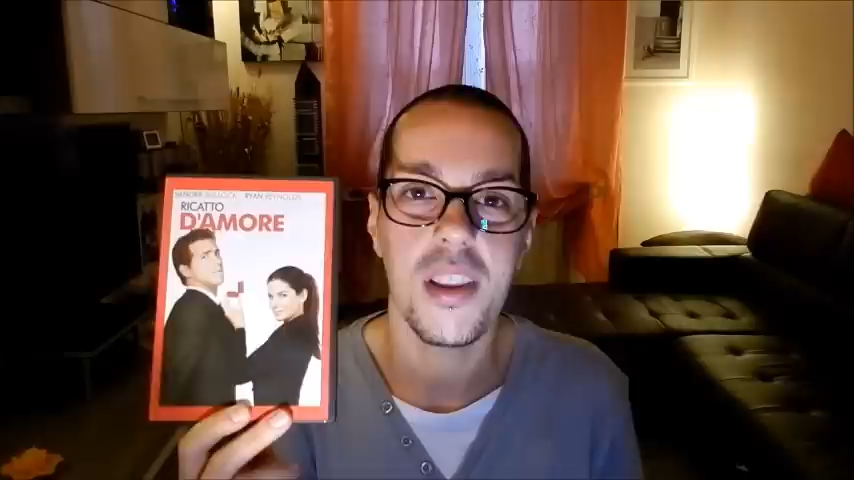 SANDRA BULLOCK RYAN REYNOLDS
RICATTO
D'AMORE